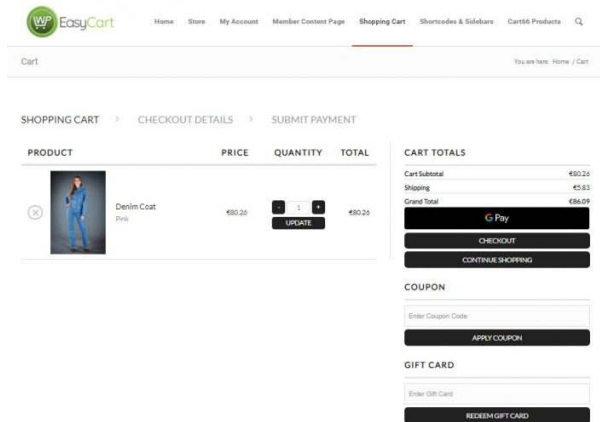 WP EasyCart
Home Store My Account Member Content Page Shopping Cart Shortcodes & Sidebars Cart66 Products
Cart
You are here: Home / Cart
SHOPPING CART > CHECKOUT DETAILS > SUBMIT PAYMENT
PRODUCT PRICE QUANTITY TOTAL
Denim Coat
Pink
€80.26
- 1 +
UPDATE
€80.26
CART TOTALS
Cart Subtotal €80.26
Shipping €5.83
Grand Total €86.09
G Pay
CHECKOUT
CONTINUE SHOPPING
COUPON
Enter Coupon Code
APPLY COUPON
GIFT CARD
Enter Gift Card
REDEEM GIFT CARD